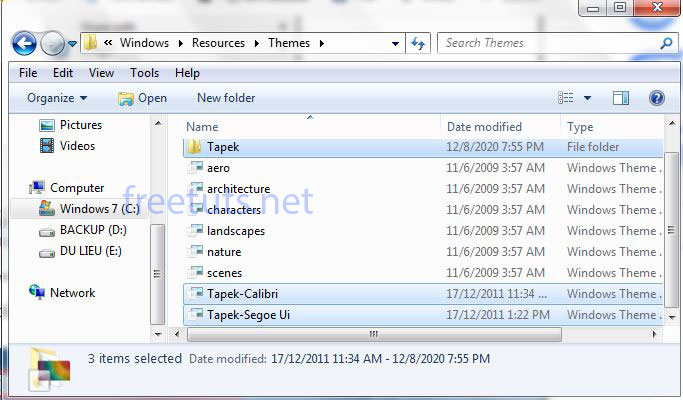 « Windows ▸ Resources ▸ Themes ▸
Search Themes
File Edit View Tools Help
Organize ▾ Open New folder
Name Date modified Type
Pictures
Videos
Computer
Windows 7 (C:)
BACKUP (D:)
DU LIEU (E:)
Network
Tapek 12/8/2020 7:55 PM File folder
aero 11/6/2009 3:57 AM Windows Theme .
architecture 11/6/2009 3:57 AM Windows Theme .
characters 11/6/2009 3:57 AM Windows Theme .
landscapes 11/6/2009 3:57 AM Windows Theme .
nature 11/6/2009 3:57 AM Windows Theme .
scenes 11/6/2009 3:57 AM Windows Theme .
Tapek-Calibri 17/12/2011 11:34 ... Windows Theme .
Tapek-Segoe Ui 17/12/2011 1:22 PM Windows Theme .
freetuts.net
3 items selected Date modified: 17/12/2011 11:34 AM - 12/8/2020 7:55 PM